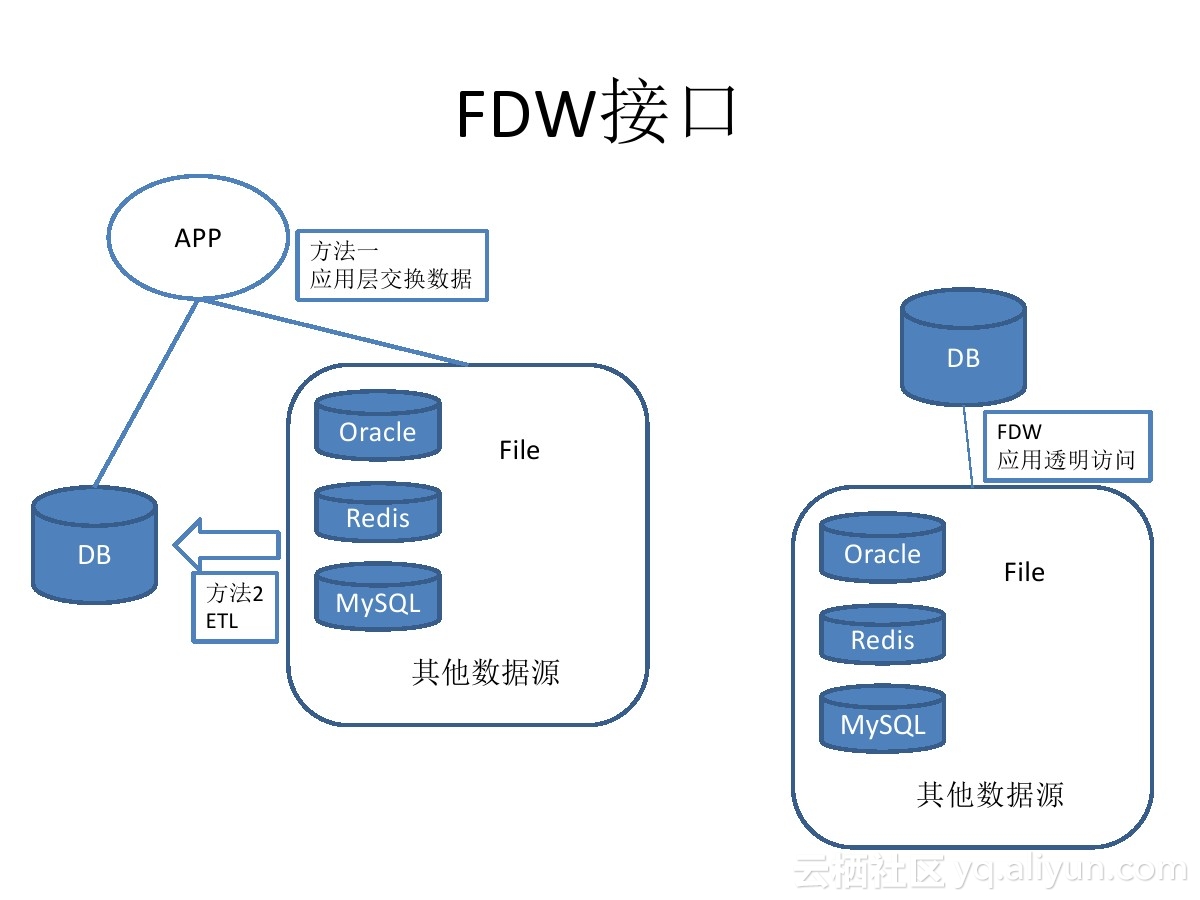 FDW接口
APP
方法一
应用层交换数据
Oracle
File
Redis
MySQL
其他数据源
DB
方法2
ETL
DB
FDW
应用透明访问
Oracle
File
Redis
MySQL
其他数据源
云栖社区 yq.aliyun.com